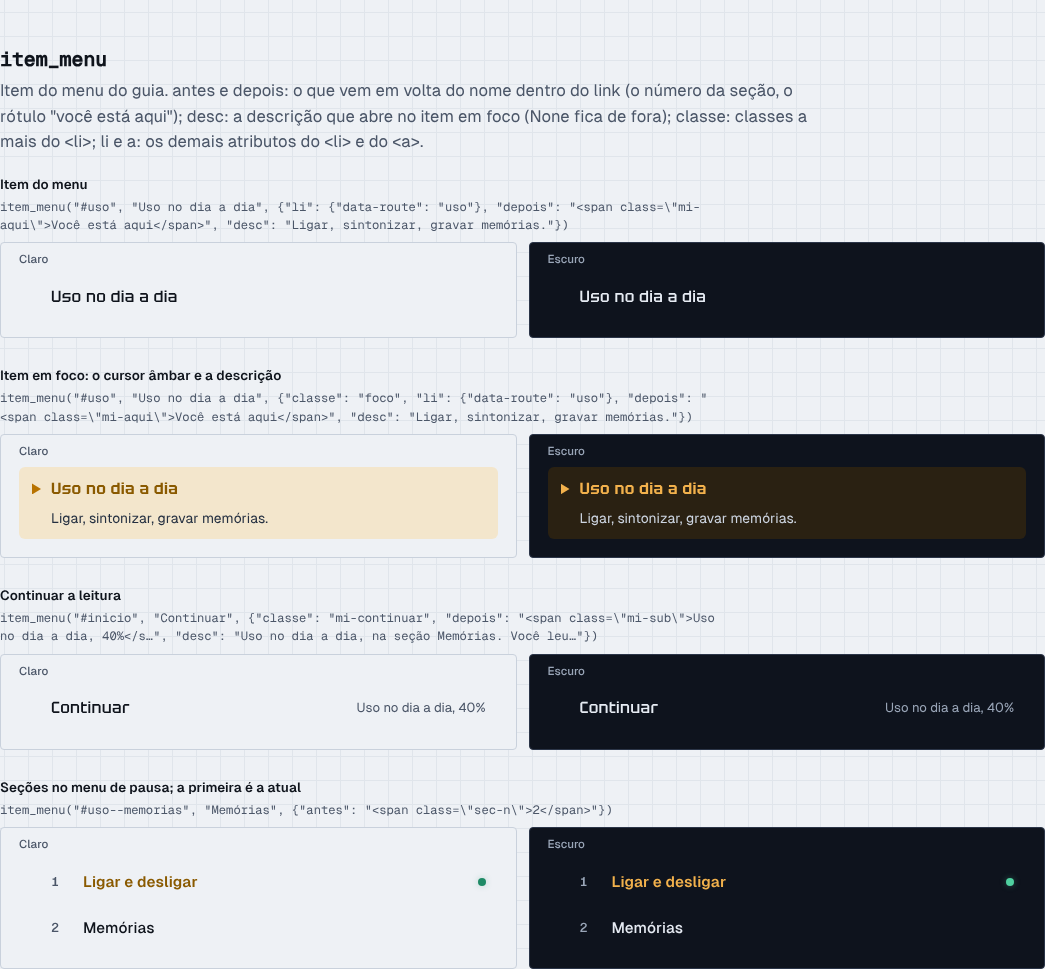 item_menu
Item do menu do guia. antes e depois: o que vem em volta do nome dentro do link (o número da seção, o
rótulo "você está aqui"); desc: a descrição que abre no item em foco (None fica de fora); classe: classes a
mais do <li>; li e a: os demais atributos do <li> e do <a>.
Item do menu
item_menu("#uso", "Uso no dia a dia", {"li": {"data-route": "uso"}, "depois": "<span class=\"mi-
aqui\">Você está aqui</span>", "desc": "Ligar, sintonizar, gravar memórias."})
Claro
Uso no dia a dia
Escuro
Uso no dia a dia
Item em foco: o cursor âmbar e a descrição
item_menu("#uso", "Uso no dia a dia", {"classe": "foco", "li": {"data-route": "uso"}, "depois": "
<span class=\"mi-aqui\">Você está aqui</span>", "desc": "Ligar, sintonizar, gravar memórias."})
Claro
Uso no dia a dia
Ligar, sintonizar, gravar memórias.
Escuro
Uso no dia a dia
Ligar, sintonizar, gravar memórias.
Continuar a leitura
item_menu("#inicio", "Continuar", {"classe": "mi-continuar", "depois": "<span class=\"mi-sub\">Uso
no dia a dia, 40%</s…", "desc": "Uso no dia a dia, na seção Memórias. Você leu…"})
Claro
Continuar Uso no dia a dia, 40%
Escuro
Continuar Uso no dia a dia, 40%
Seções no menu de pausa; a primeira é a atual
item_menu("#uso--memorias", "Memórias", {"antes": "<span class=\"sec-n\">2</span>"})
Claro
1 Ligar e desligar
2 Memórias
Escuro
1 Ligar e desligar
2 Memórias